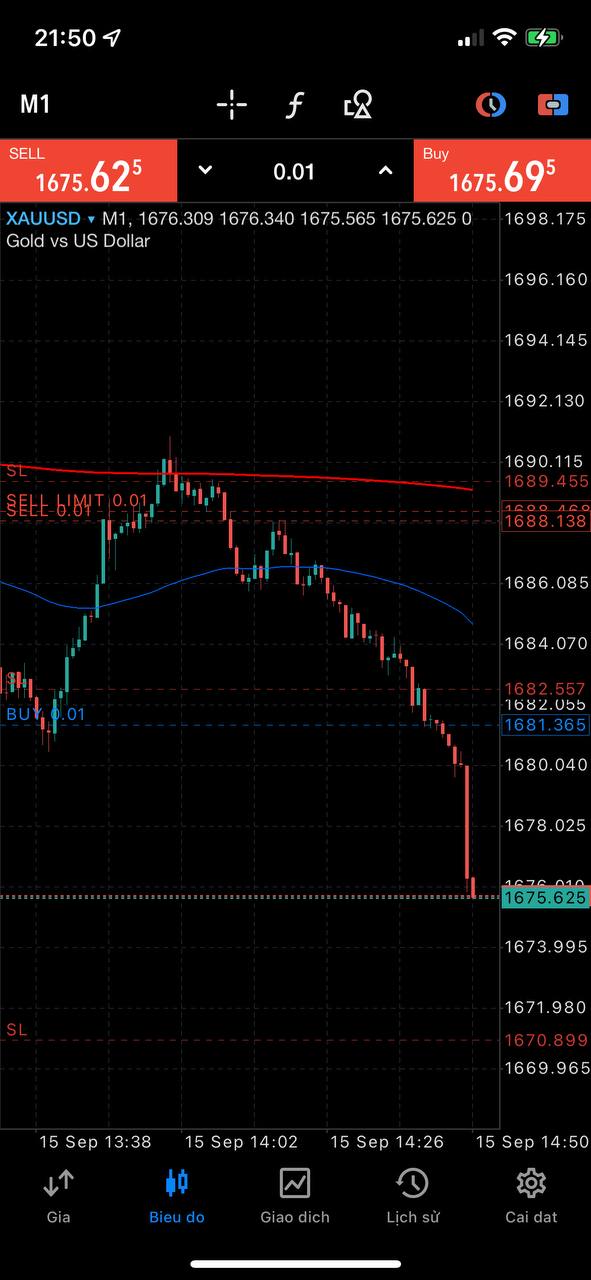 21:50
M1
SELL
1675.625
0.01
Buy
1675.695
XAUUSD ▾ M1, 1676.309 1676.340 1675.565 1675.625 0
Gold vs US Dollar
1698.175
1696.160
1694.145
1692.130
1690.115
SL
1689.455
SELL LIMIT 0.01
SELL 0.01
1688.468
1688.138
1686.085
1684.070
SL
1682.557
1682.055
BUY 0.01
1681.365
1680.040
1678.025
1676.010
1675.625
1673.995
1671.980
SL
1670.899
1669.965
15 Sep 13:38
15 Sep 14:02
15 Sep 14:26
15 Sep 14:50
Gia
Bieu do
Giao dich
Lịch sử
Cai dat